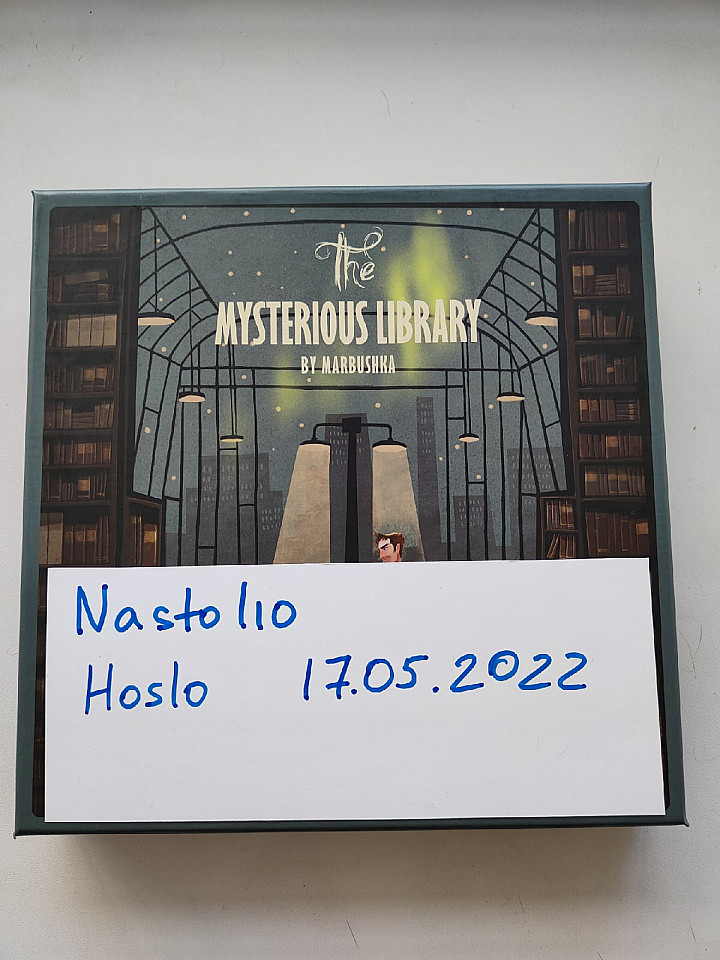 The
MYSTERIOUS LIBRARY
BY MARBUSHKA
Nastolio
Hoslo 17.05.2022